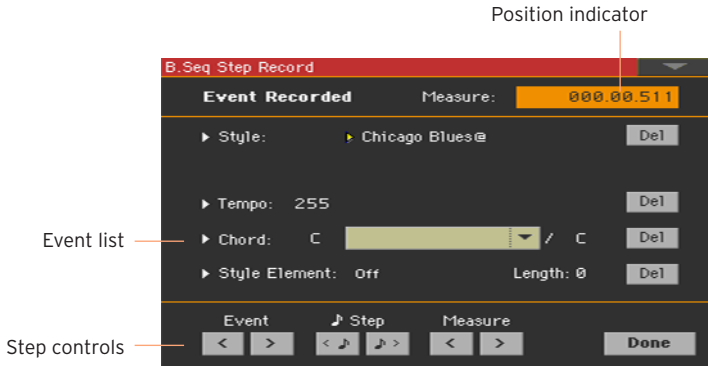 Position indicator
B.Seq Step Record
Event Recorded Measure: 000.00.511
Style: Chicago Blues@ Del
Tempo: 255 Del
Event list
Chord: C / C Del
Style Element: Off Length: 0 Del
Event ♪ Step Measure
Step controls
< > < ♪ ♪ > < > Done